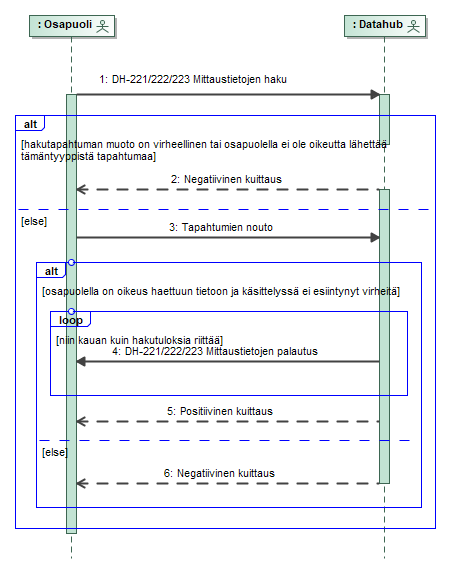 : Osapuoli
: Datahub
1: DH-221/222/223 Mittaustietojen haku
alt
[hakutapahtuman muoto on virheellinen tai osapuolella ei ole oikeutta lähettää
tämäntyyppistä tapahtumaa]
2: Negatiivinen kuittaus
[else]
3: Tapahtumien nouto
alt
[osapuolella on oikeus haettuun tietoon ja käsittelyssä ei esiintynyt virheitä]
loop
[niin kauan kuin hakutuloksia riittää]
4: DH-221/222/223 Mittaustietojen palautus
5: Positiivinen kuittaus
[else]
6: Negatiivinen kuittaus